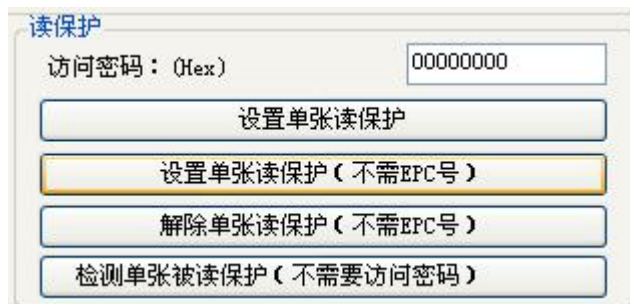 读保护
访问密码：(Hex) 00000000
设置单张读保护
设置单张读保护(不需EPC号)
解除单张读保护(不需EPC号)
检测单张被读保护(不需要访问密码)